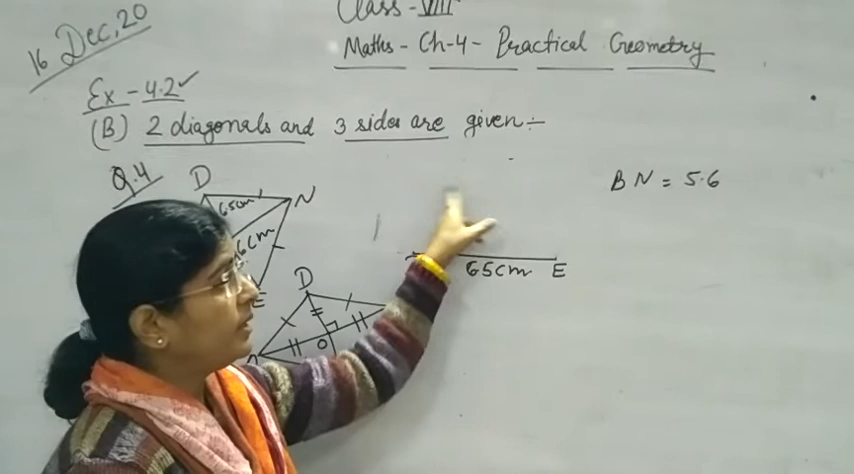 16 Dec, 20
Class - VIII
Maths - Ch-4 - Practical Geometry
Ex - 4.2 ✓
(B) 2 diagonals and 3 sides are given ÷
Q.4
D
N
6.5cm
6cm
E
BN = 5.6
6.5cm E
D
O